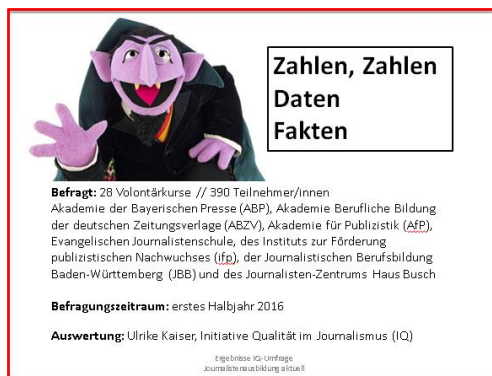 Zahlen, Zahlen
Daten
Fakten
Befragt: 28 Volontärkurse // 390 Teilnehmer/innen
Akademie der Bayerischen Presse (ABP), Akademie Berufliche Bildung
der deutschen Zeitungsverlage (ABZV), Akademie für Publizistik (AfP),
Evangelischen Journalistenschule, des Instituts zur Förderung
publizistischen Nachwuchses (ifp), der Journalistischen Berufsbildung
Baden-Württemberg (JBB) und des Journalisten-Zentrums Haus Busch
Befragungszeitraum: erstes Halbjahr 2016
Auswertung: Ulrike Kaiser, Initiative Qualität im Journalismus (IQ)
Ergebnisse IQ-Umfrage
Journalistenausbildung aktuell